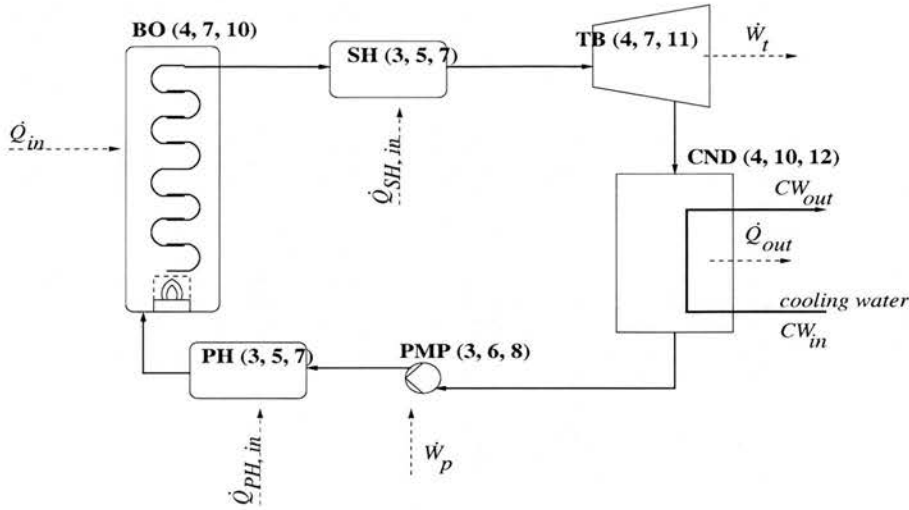 BO (4, 7, 10)
SH (3, 5, 7)
TB (4, 7, 11)
Ẇt
Q̇in
Q̇SH, in
CND (4, 10, 12)
CWout
Q̇out
cooling water
CWin
PH (3, 5, 7)
PMP (3, 6, 8)
Q̇PH, in
Ẇp